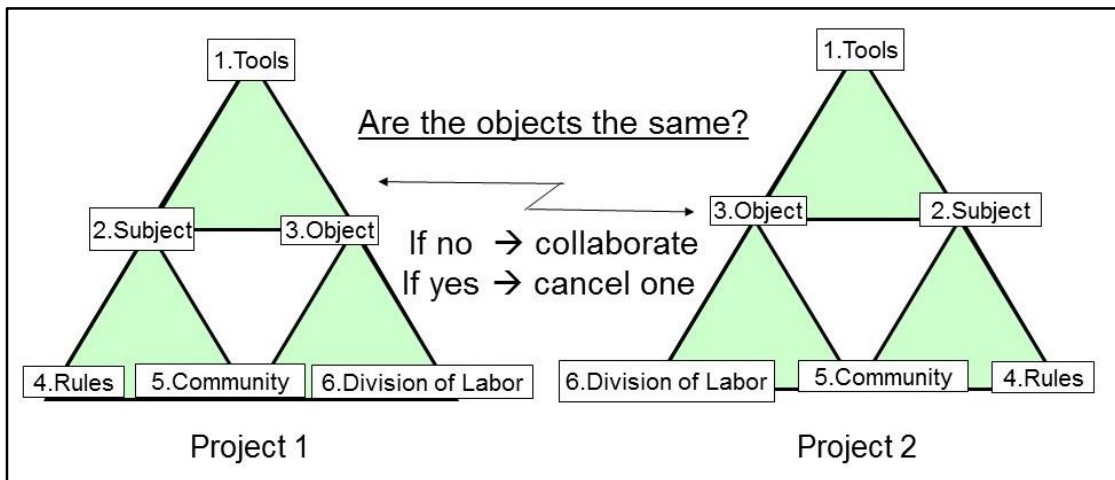 1.Tools
1.Tools
Are the objects the same?
2.Subject
3.Object
3.Object
2.Subject
If no → collaborate
If yes → cancel one
4.Rules
5.Community
6.Division of Labor
6.Division of Labor
5.Community
4.Rules
Project 1
Project 2